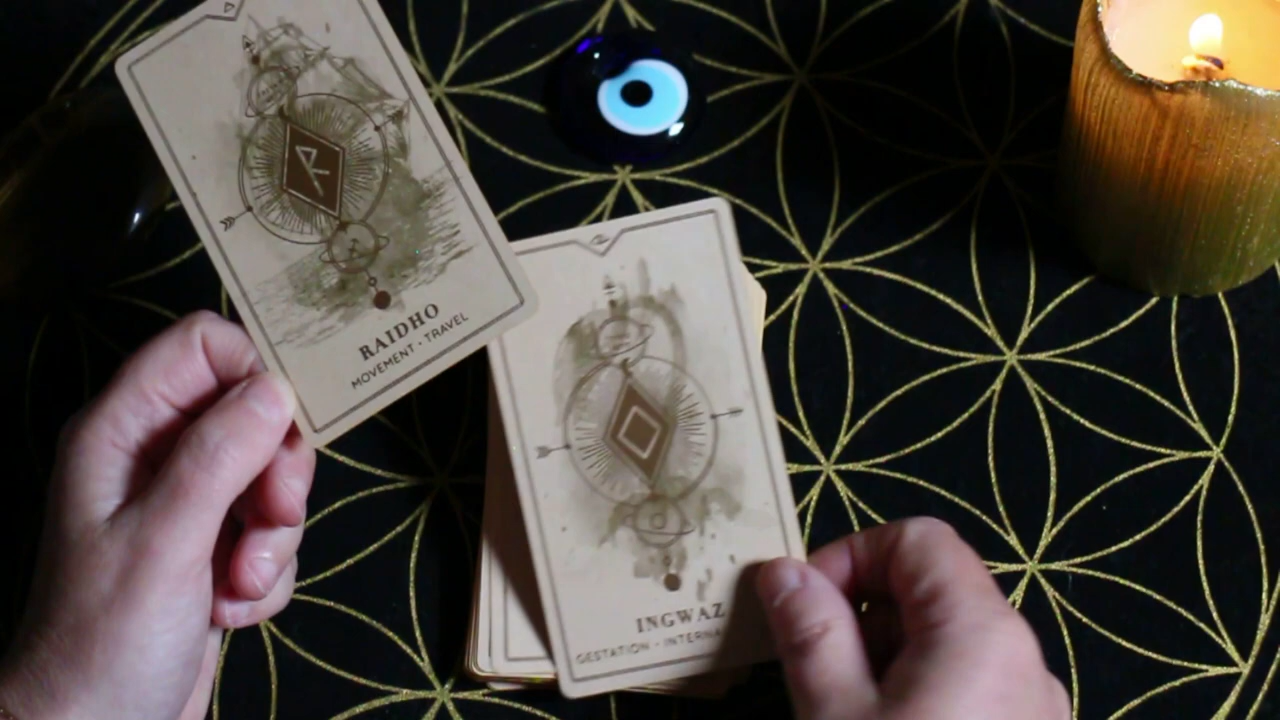 RAIDHO
MOVEMENT · TRAVEL
INGWAZ
GESTATION · INTERNA